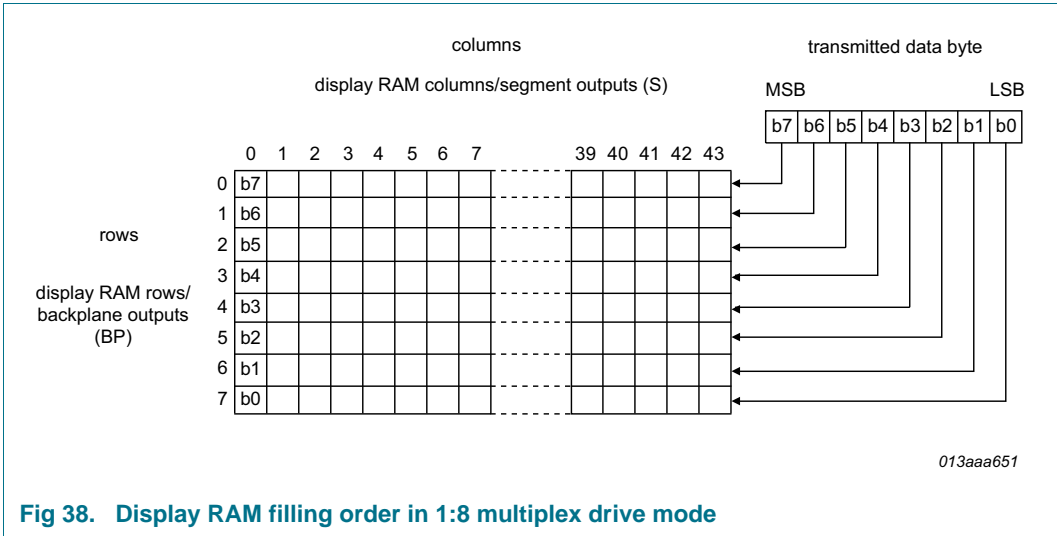 columns
transmitted data byte
display RAM columns/segment outputs (S)
MSB LSB
b7 b6 b5 b4 b3 b2 b1 b0
0 1 2 3 4 5 6 7 39 40 41 42 43
0 b7
1 b6
rows
2 b5
3 b4
display RAM rows/
backplane outputs
(BP)
4 b3
5 b2
6 b1
7 b0
013aaa651
Fig 38. Display RAM filling order in 1:8 multiplex drive mode